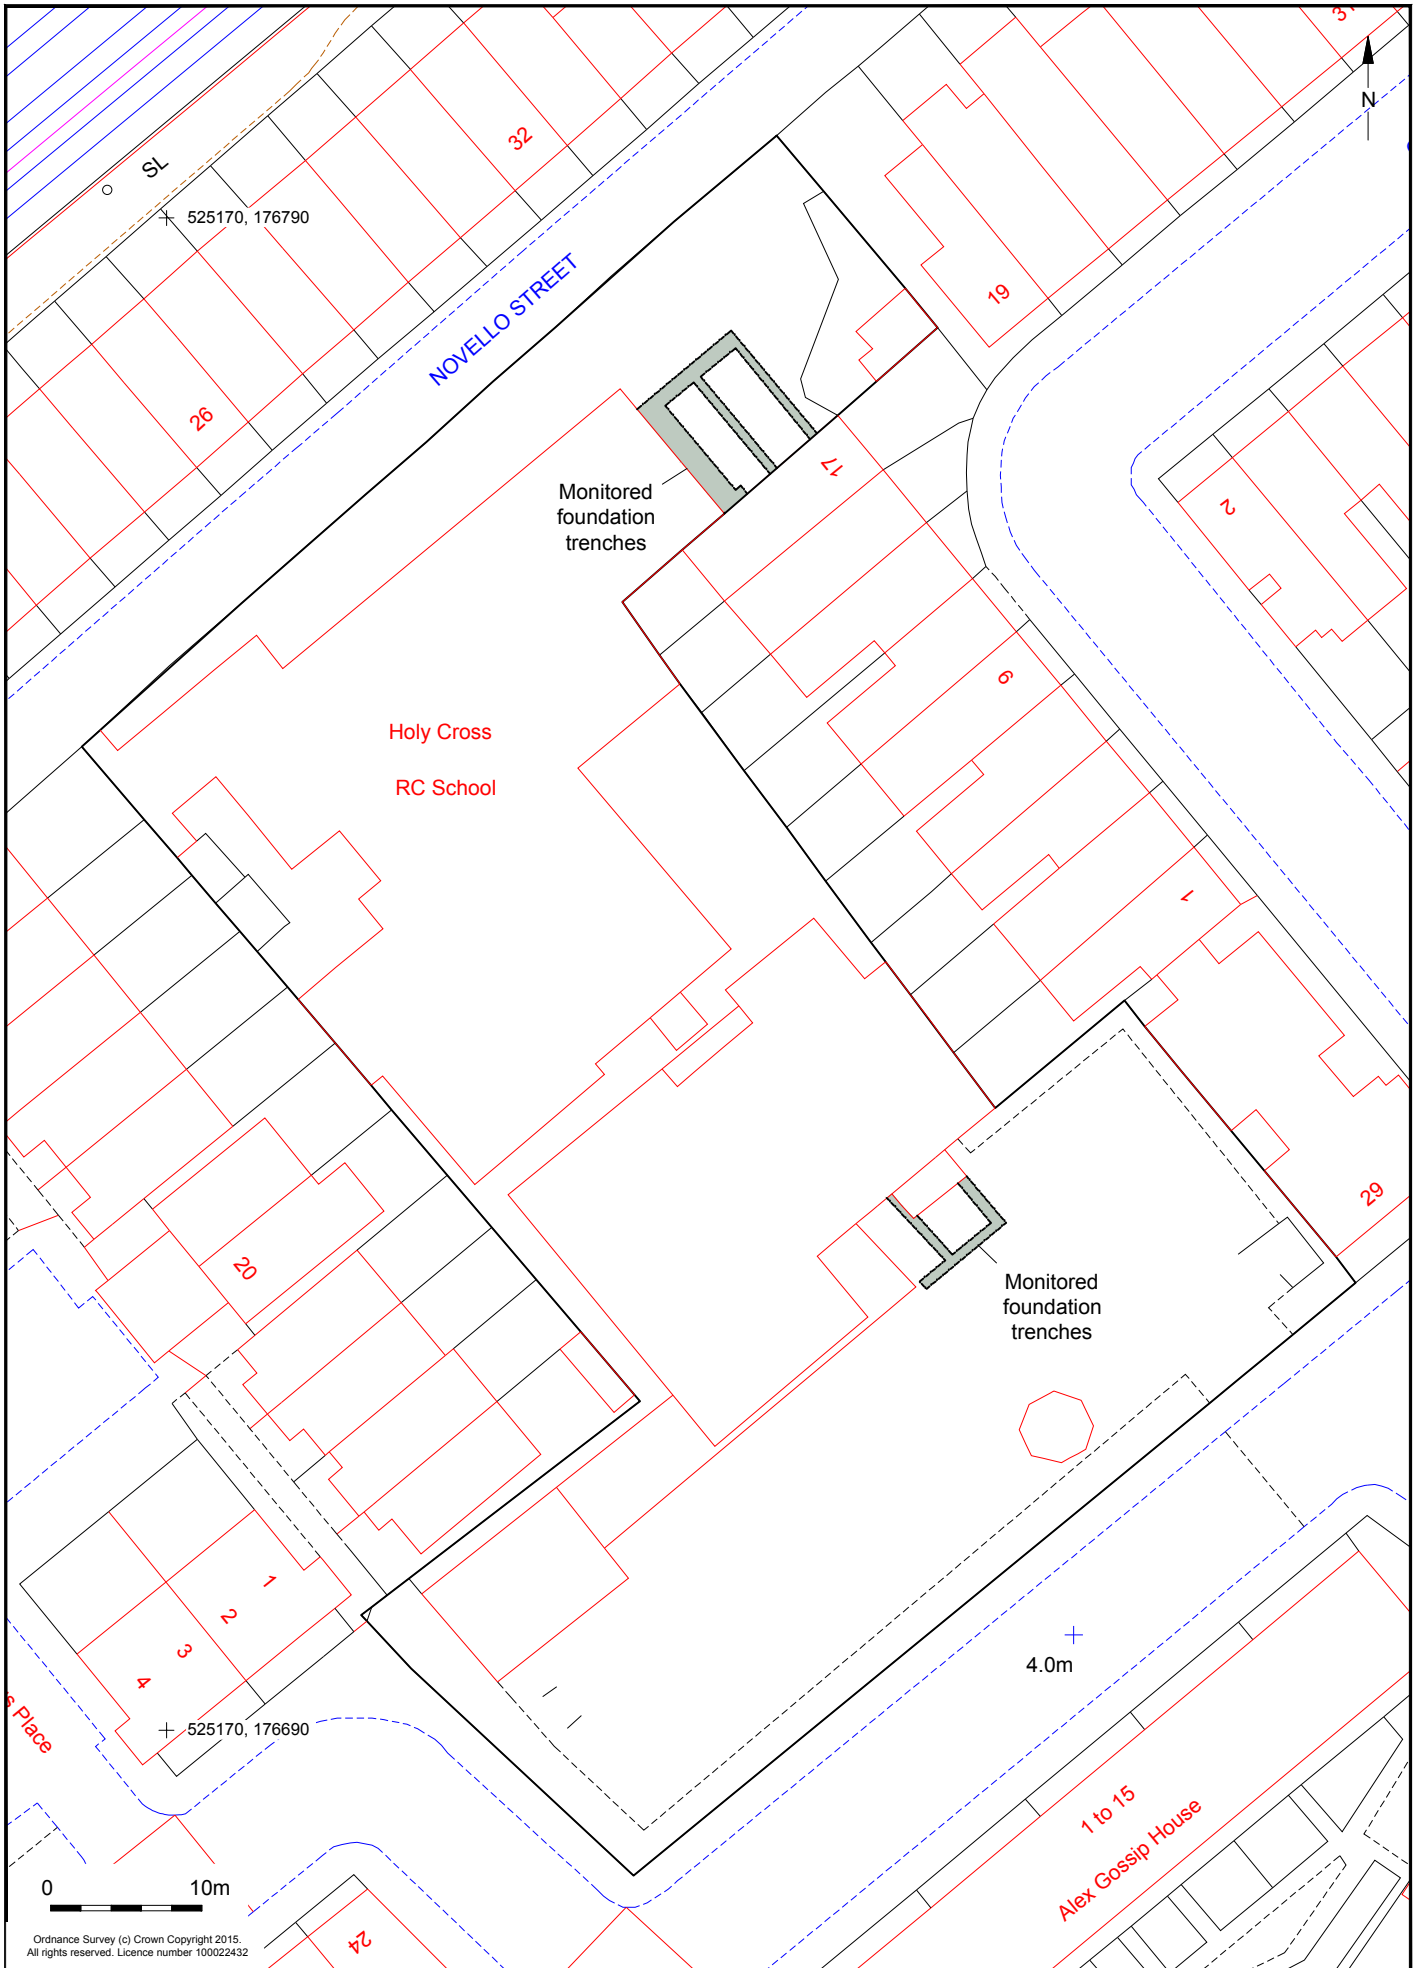 31
N
32
SL
525170, 176790
NOVELLO STREET
19
26
17
2
Monitored
foundation
trenches
9
Holy Cross
RC School
1
29
20
Monitored
foundation
trenches
1
2
3
4
4.0m
's Place
525170, 176690
1 to 15
Alex Gossip House
0 10m
24
Ordnance Survey (c) Crown Copyright 2015.
All rights reserved. Licence number 100022432